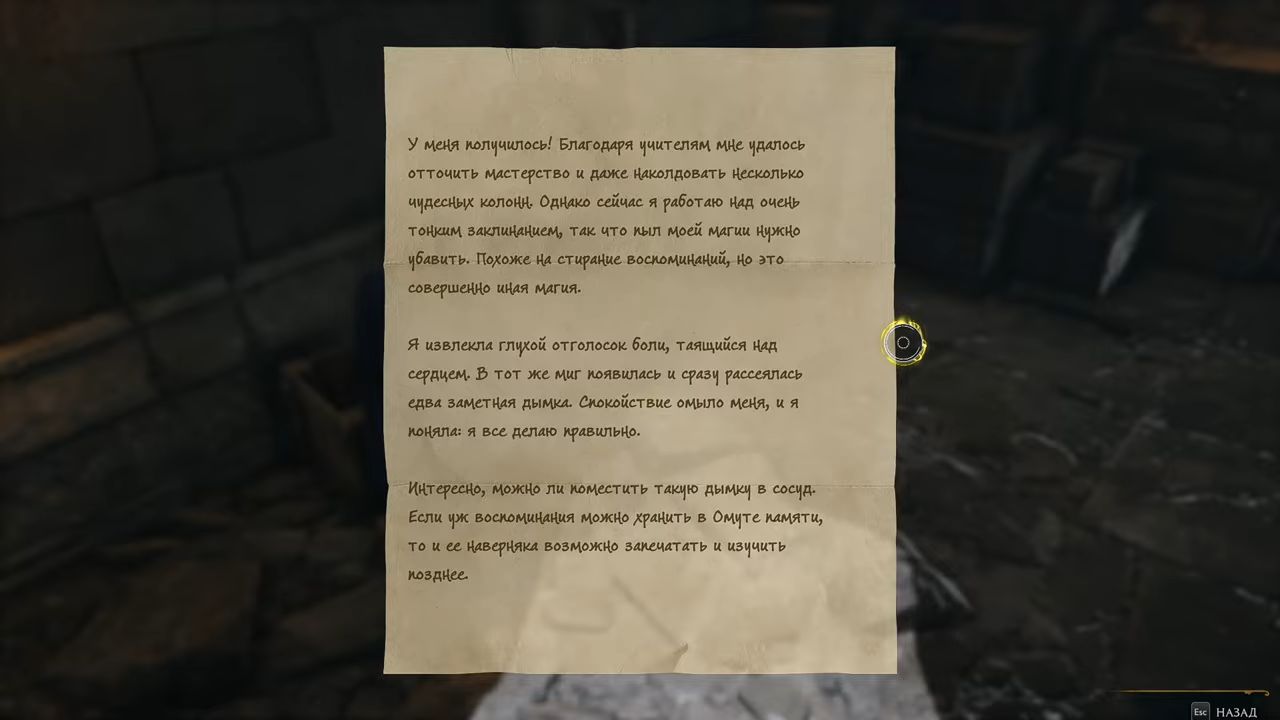 У меня получилось! Благодаря учителям мне удалось
отточить мастерство и даже наколдовать несколько
чудесных колонн. Однако сейчас я работаю над очень
тонким заклинанием, так что пыл моей магии нужно
убавить. Похоже на стирание воспоминаний, но это
совершенно иная магия.
Я извлекла глухой отголосок боли, таящийся над
сердцем. В тот же миг появилась и сразу рассеялась
едва заметная дымка. Спокойствие омыло меня, и я
поняла: я все делаю правильно.
Интересно, можно ли поместить такую дымку в сосуд.
Если уж воспоминания можно хранить в Омуте памяти,
то и ее наверняка возможно запечатать и изучить
позднее.
Esc НАЗАД